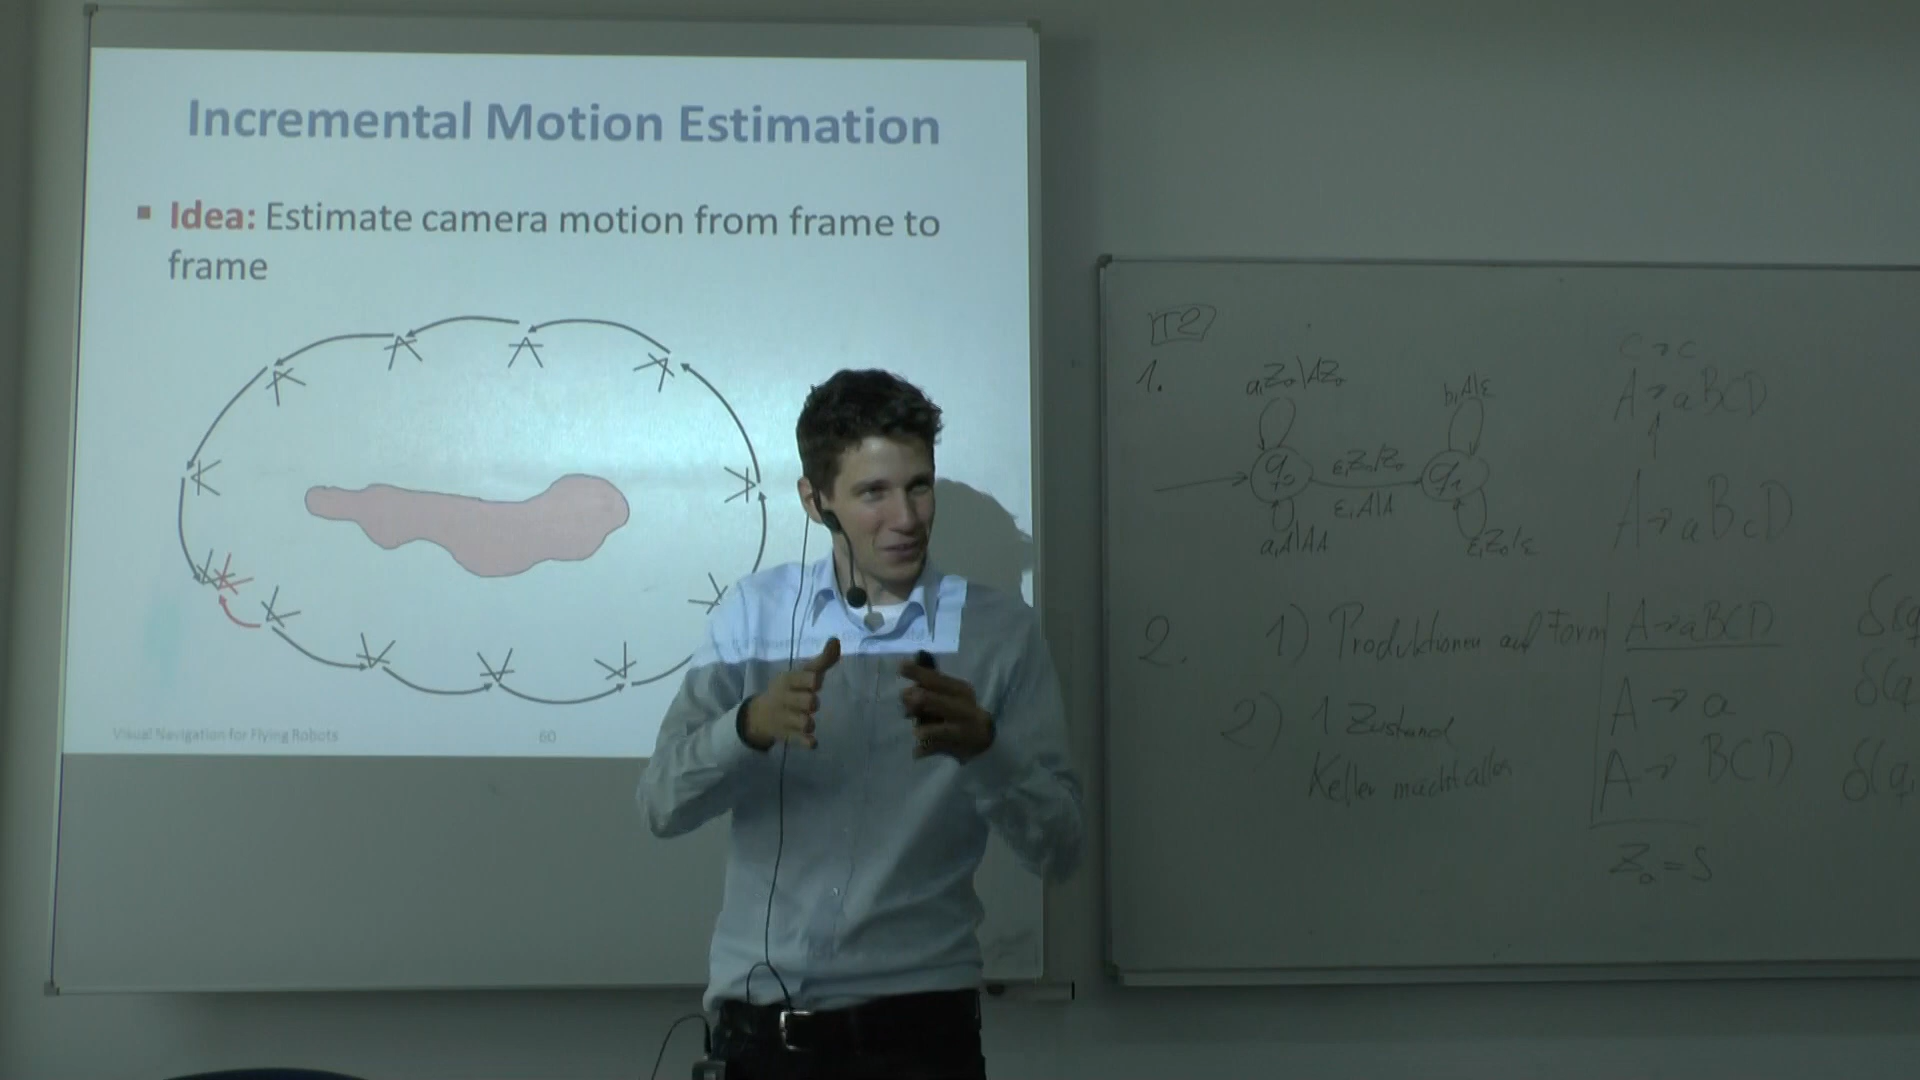 Incremental Motion Estimation
▪ Idea: Estimate camera motion from frame to
frame
Visual Navigation for Flying Robots
60
T2
1.
a,Z₀\AZ₀
b,A|ε
q₀
ε,Z₀/Z₀
q₁
ε,A|A
a,A\AA
ε,Z₀/ε
C → c
A → aBCD
A → aBcD
2. 1) Produktionen auf Form A → aBCD
A → a
2) 1 Zustand
Keller macht alles
A → BCD
δ(q,